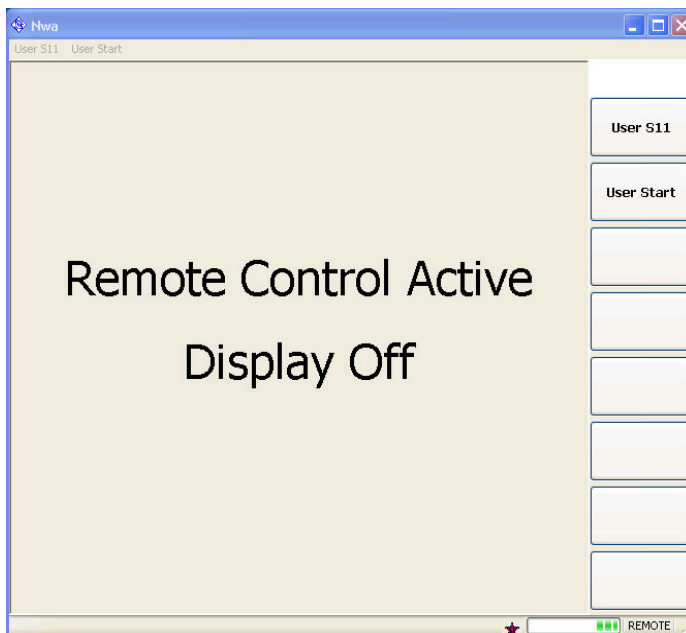 Nwa
User S11 User Start
User S11
User Start
Remote Control Active
Display Off
REMOTE